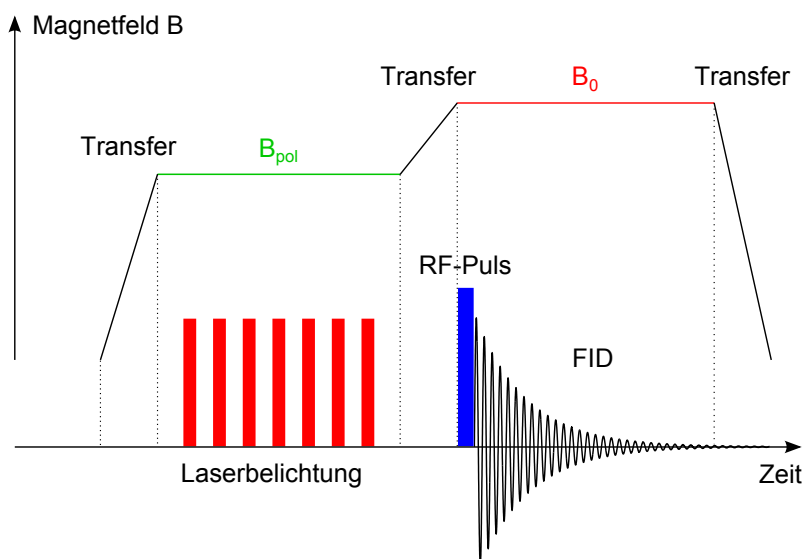 Magnetfeld B
Transfer
B₀
Transfer
Transfer
Bpol
RF-Puls
FID
Laserbelichtung
Zeit